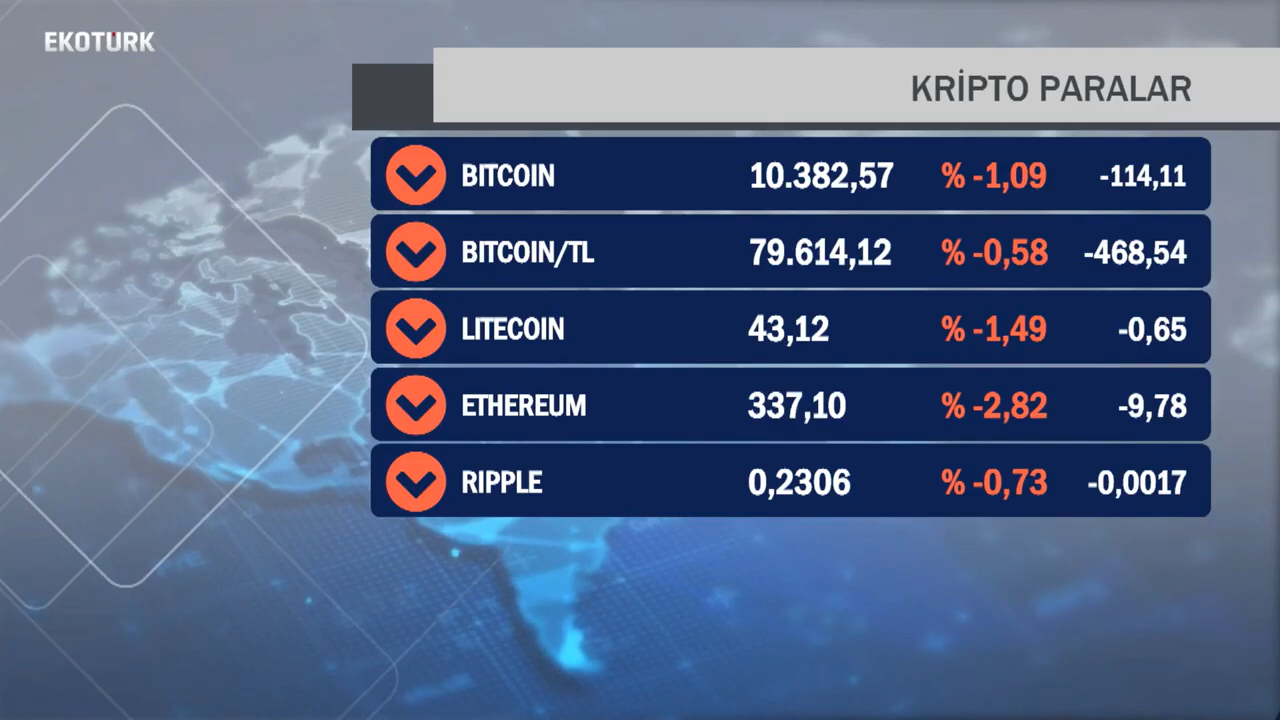 EKOTÜRK
KRİPTO PARALAR
BITCOIN 10.382,57 % -1,09 -114,11
BITCOIN/TL 79.614,12 % -0,58 -468,54
LITECOIN 43,12 % -1,49 -0,65
ETHEREUM 337,10 % -2,82 -9,78
RIPPLE 0,2306 % -0,73 -0,0017